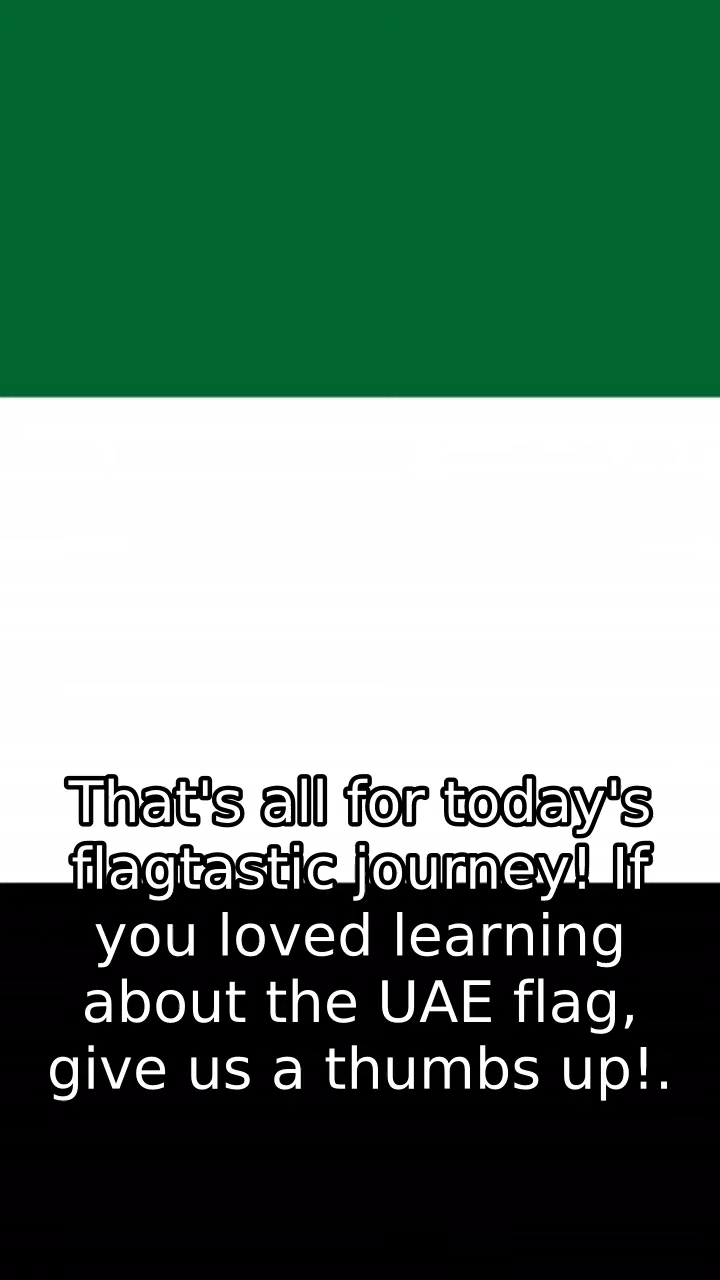 That's all for today's
flagtastic journey! If
you loved learning
about the UAE flag,
give us a thumbs up!.